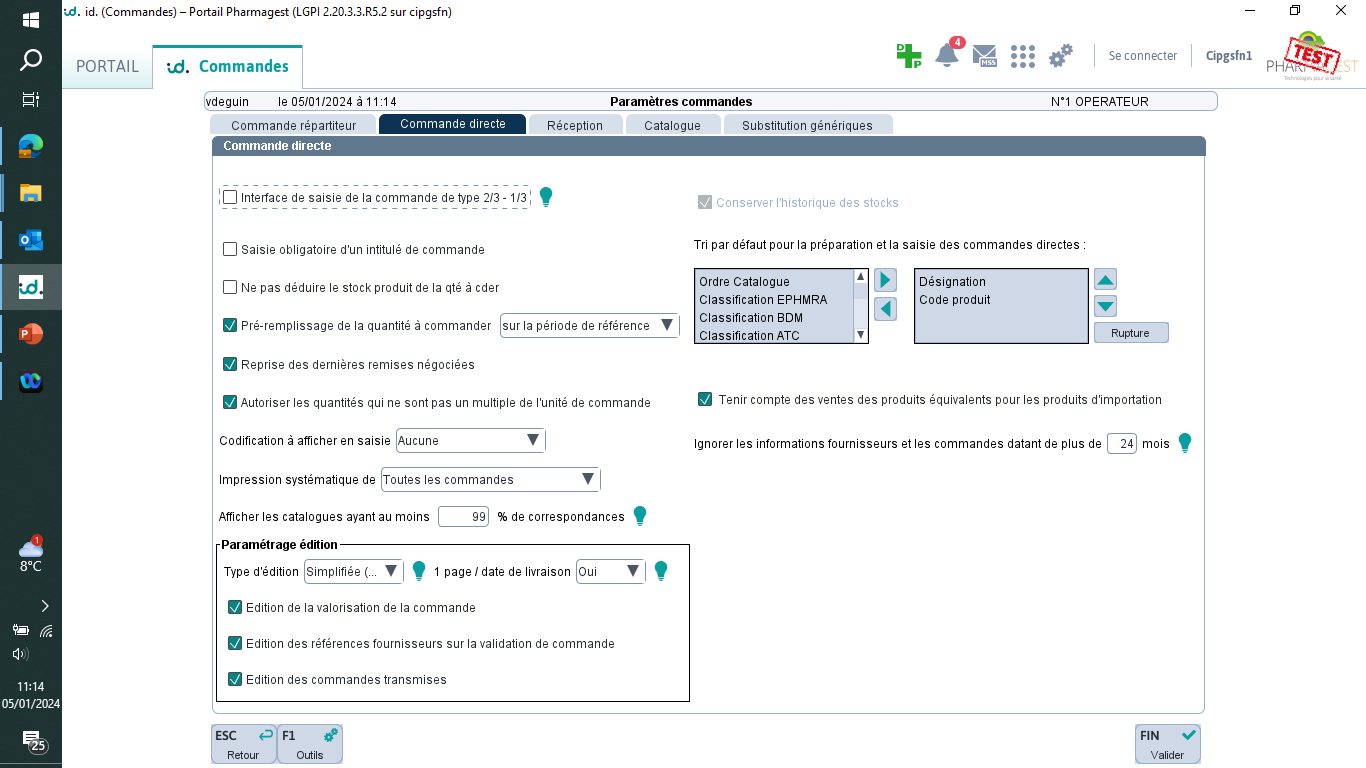 id. (Commandes) – Portail Pharmagest (LGPI 2.20.3.3.R5.2 sur cipgsfn)
PORTAIL
id. Commandes
D P
4
MSS
Se connecter
Cipgsfn1
TEST
Technologies pour la santé
vdeguin le 05/01/2024 à 11:14 Paramètres commandes N°1 OPERATEUR
Commande répartiteur Commande directe Réception Catalogue Substitution génériques
Commande directe
Interface de saisie de la commande de type 2/3 - 1/3
Saisie obligatoire d'un intitulé de commande
Ne pas déduire le stock produit de la qté à cder
Pré-remplissage de la quantité à commander sur la période de référence
Reprise des dernières remises négociées
Autoriser les quantités qui ne sont pas un multiple de l'unité de commande
Codification à afficher en saisie Aucune
Impression systématique de Toutes les commandes
Afficher les catalogues ayant au moins 99 % de correspondances
Paramétrage édition
Type d'édition Simplifiée (... 1 page / date de livraison Oui
Edition de la valorisation de la commande
Edition des références fournisseurs sur la validation de commande
Edition des commandes transmises
Conserver l'historique des stocks
Tri par défaut pour la préparation et la saisie des commandes directes :
Ordre Catalogue
Classification EPHMRA
Classification BDM
Classification ATC
Désignation
Code produit
Rupture
Tenir compte des ventes des produits équivalents pour les produits d'importation
Ignorer les informations fournisseurs et les commandes datant de plus de 24 mois
ESC
Retour
F1
Outils
FIN
Valider
id.
1
8°C
11:14
05/01/2024
25